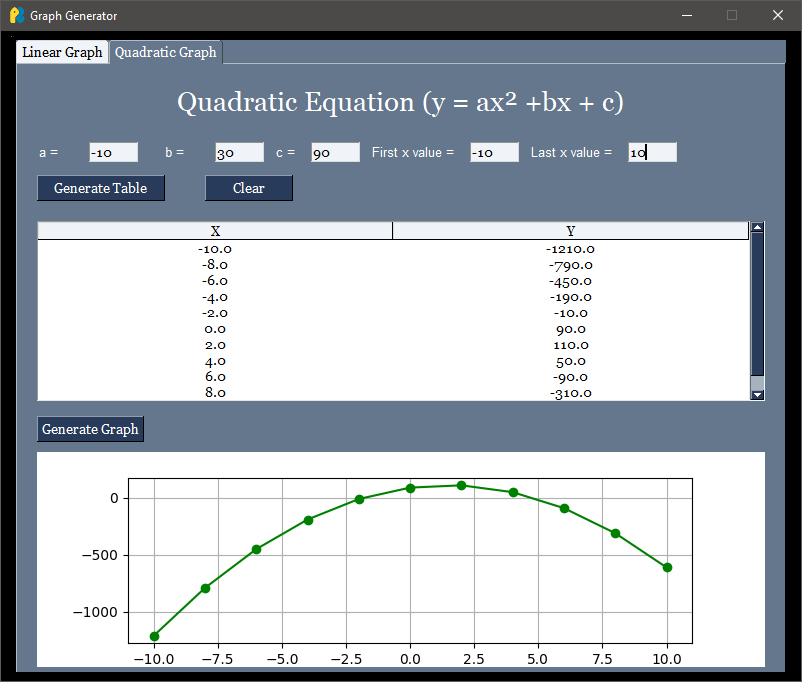 Graph Generator
Linear Graph Quadratic Graph
Quadratic Equation (y = ax² +bx + c)
a = -10 b = 30 c = 90 First x value = -10 Last x value = 10
Generate Table Clear
X Y
-10.0 -1210.0
-8.0 -790.0
-6.0 -450.0
-4.0 -190.0
-2.0 -10.0
0.0 90.0
2.0 110.0
4.0 50.0
6.0 -90.0
8.0 -310.0
Generate Graph
0
−500
−1000
−10.0 −7.5 −5.0 −2.5 0.0 2.5 5.0 7.5 10.0